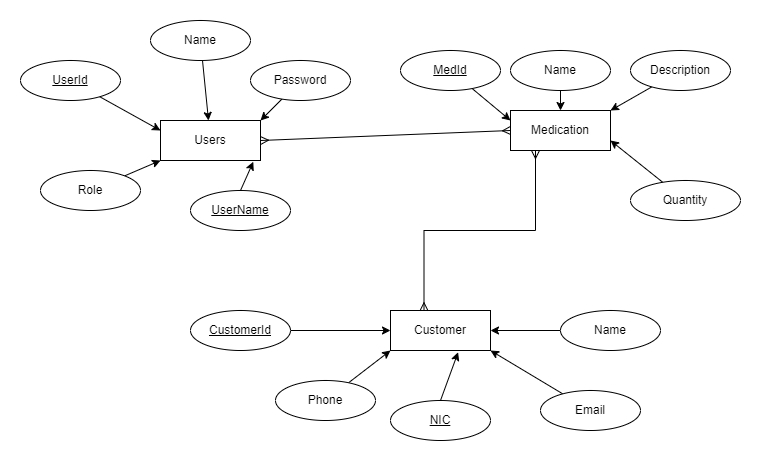 Name
UserId
Password
MedId
Name
Description
Users
Medication
Role
UserName
Quantity
CustomerId
Customer
Name
Phone
NIC
Email